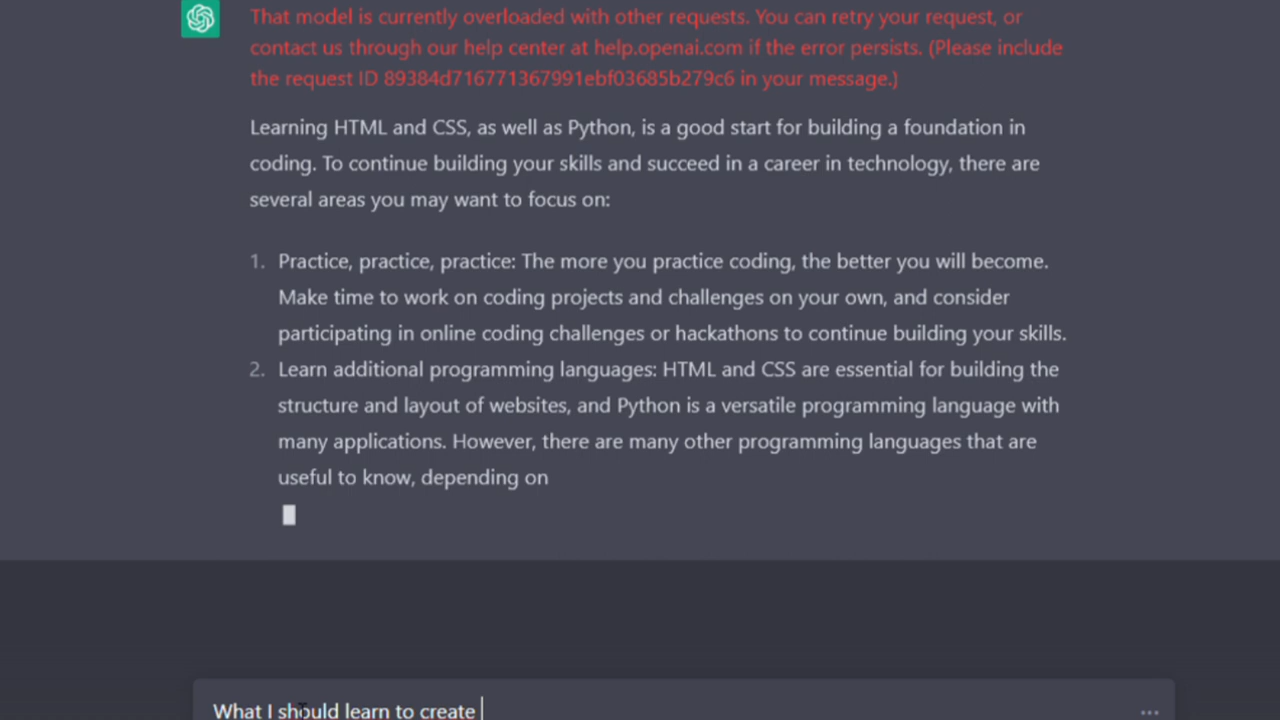 That model is currently overloaded with other requests. You can retry your request, or
contact us through our help center at help.openai.com if the error persists. (Please include
the request ID 89384d716771367991ebf03685b279c6 in your message.)
Learning HTML and CSS, as well as Python, is a good start for building a foundation in
coding. To continue building your skills and succeed in a career in technology, there are
several areas you may want to focus on:
1. Practice, practice, practice: The more you practice coding, the better you will become.
Make time to work on coding projects and challenges on your own, and consider
participating in online coding challenges or hackathons to continue building your skills.
2. Learn additional programming languages: HTML and CSS are essential for building the
structure and layout of websites, and Python is a versatile programming language with
many applications. However, there are many other programming languages that are
useful to know, depending on
What I should learn to create